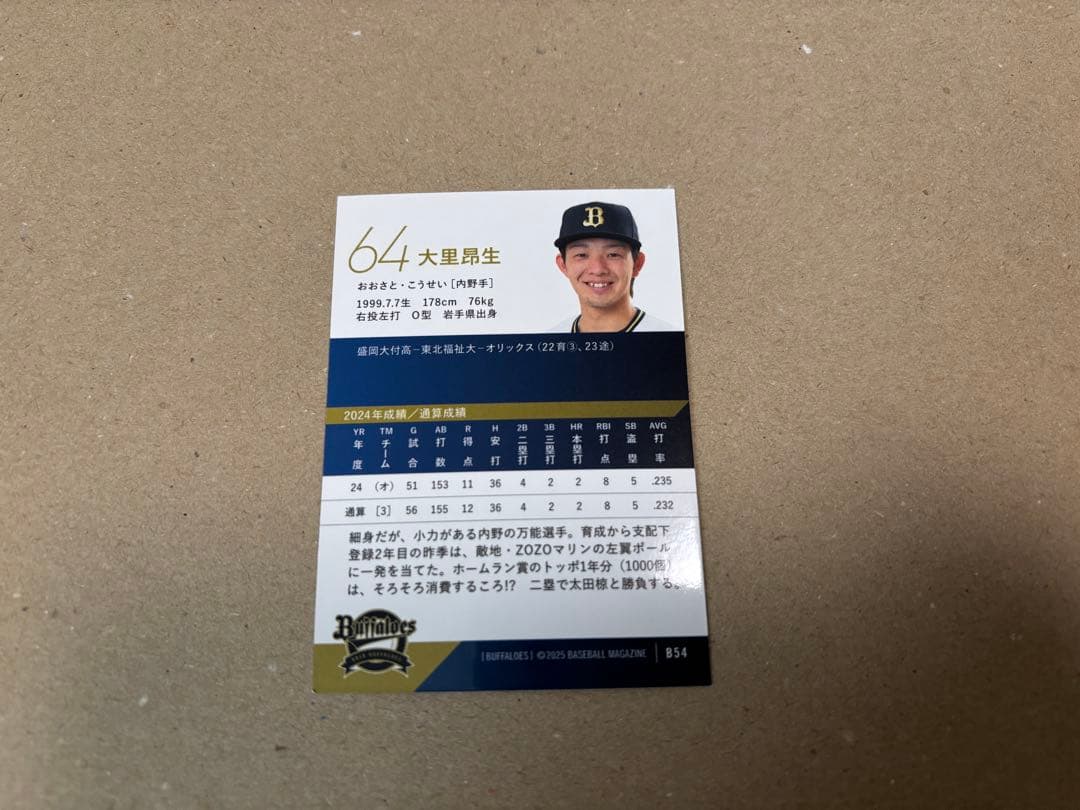 B
64 大里昂生
おおさと・こうせい [内野手]
1999.7.7生 178cm 76kg
右投左打 O型 岩手県出身
盛岡大付高－東北福祉大－オリックス（22育③、23途）
2024年成績／通算成績
YR TM G AB R H 2B 3B HR RBI SB AVG
年度 チーム 試合 打数 得点 安打 二塁打 三塁打 本塁打 打点 盗塁 打率
24 （オ） 51 153 11 36 4 2 2 8 5 .235
通算 [3] 56 155 12 36 4 2 2 8 5 .232
細身だが、小力がある内野の万能選手。育成から支配下
登録2年目の昨季は、敵地・ZOZOマリンの左翼ポール
に一発を当てた。ホームラン賞のトッポ1年分（1000個）
は、そろそろ消費するころ!? 二塁で太田椋と勝負する。
Buffaloes
[BUFFALOES] ©2025 BASEBALL MAGAZINE B54